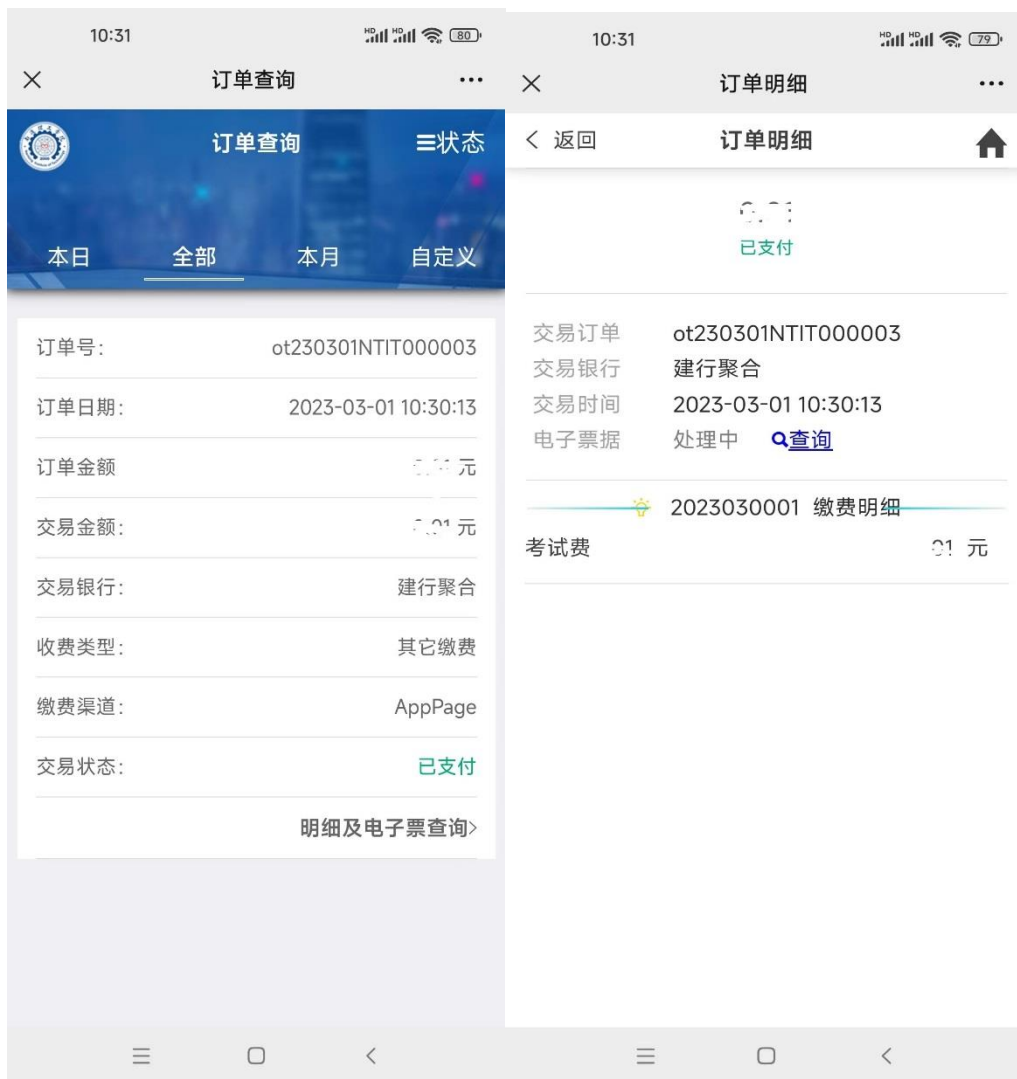 10:31
80
订单查询
订单查询
状态
本日
全部
本月
自定义
订单号:
ot230301NTIT000003
订单日期:
2023-03-01 10:30:13
订单金额
元
交易金额:
元
交易银行:
建行聚合
收费类型:
其它缴费
缴费渠道:
AppPage
交易状态:
已支付
明细及电子票查询>
10:31
79
订单明细
返回
订单明细
已支付
交易订单 ot230301NTIT000003
交易银行 建行聚合
交易时间 2023-03-01 10:30:13
电子票据 处理中 查询
2023030001 缴费明细
考试费
元